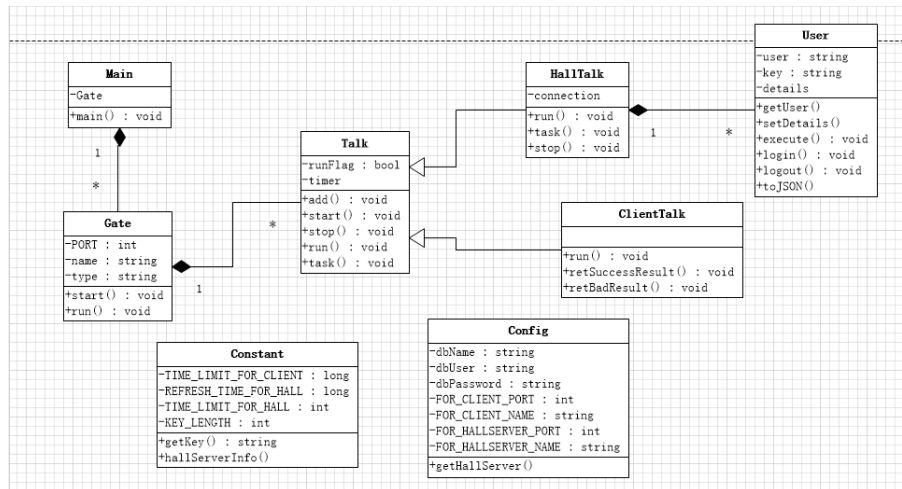 Main
-Gate
+main() : void
1
*
Gate
-PORT : int
-name : string
-type : string
+start() : void
+run() : void
1
*
Talk
-runFlag : bool
-timer
+add() : void
+start() : void
+stop() : void
+run() : void
+task() : void
HallTalk
-connection
+run() : void
+task() : void
+stop() : void
1
*
User
-user : string
-key : string
-details
+getUser()
+setDetails()
+execute() : void
+login() : void
+logout() : void
+toJSON()
ClientTalk
+run() : void
+retSuccessResult() : void
+retBadResult() : void
Constant
-TIME_LIMIT_FOR_CLIENT : long
-REFRESH_TIME_FOR_HALL : long
-TIME_LIMIT_FOR_HALL : int
-KEY_LENGTH : int
+getKey() : string
+hallServerInfo()
Config
-dbName : string
-dbUser : string
-dbPassword : string
-FOR_CLIENT_PORT : int
-FOR_CLIENT_NAME : string
-FOR_HALLSERVER_PORT : int
-FOR_HALLSERVER_NAME : string
+getHallServer()